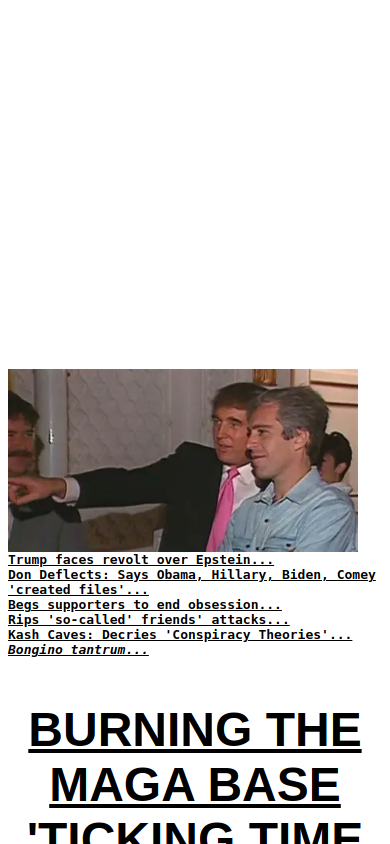 Trump faces revolt over Epstein...
Don Deflects: Says Obama, Hillary, Biden, Comey
'created files'...
Begs supporters to end obsession...
Rips 'so-called' friends' attacks...
Kash Caves: Decries 'Conspiracy Theories'...
Bongino tantrum...
BURNING THE
MAGA BASE
'TICKING TIME